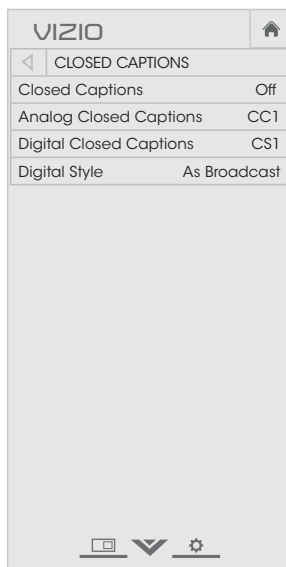 VIZIO
CLOSED CAPTIONS
Closed Captions Off
Analog Closed Captions CC1
Digital Closed Captions CS1
Digital Style As Broadcast